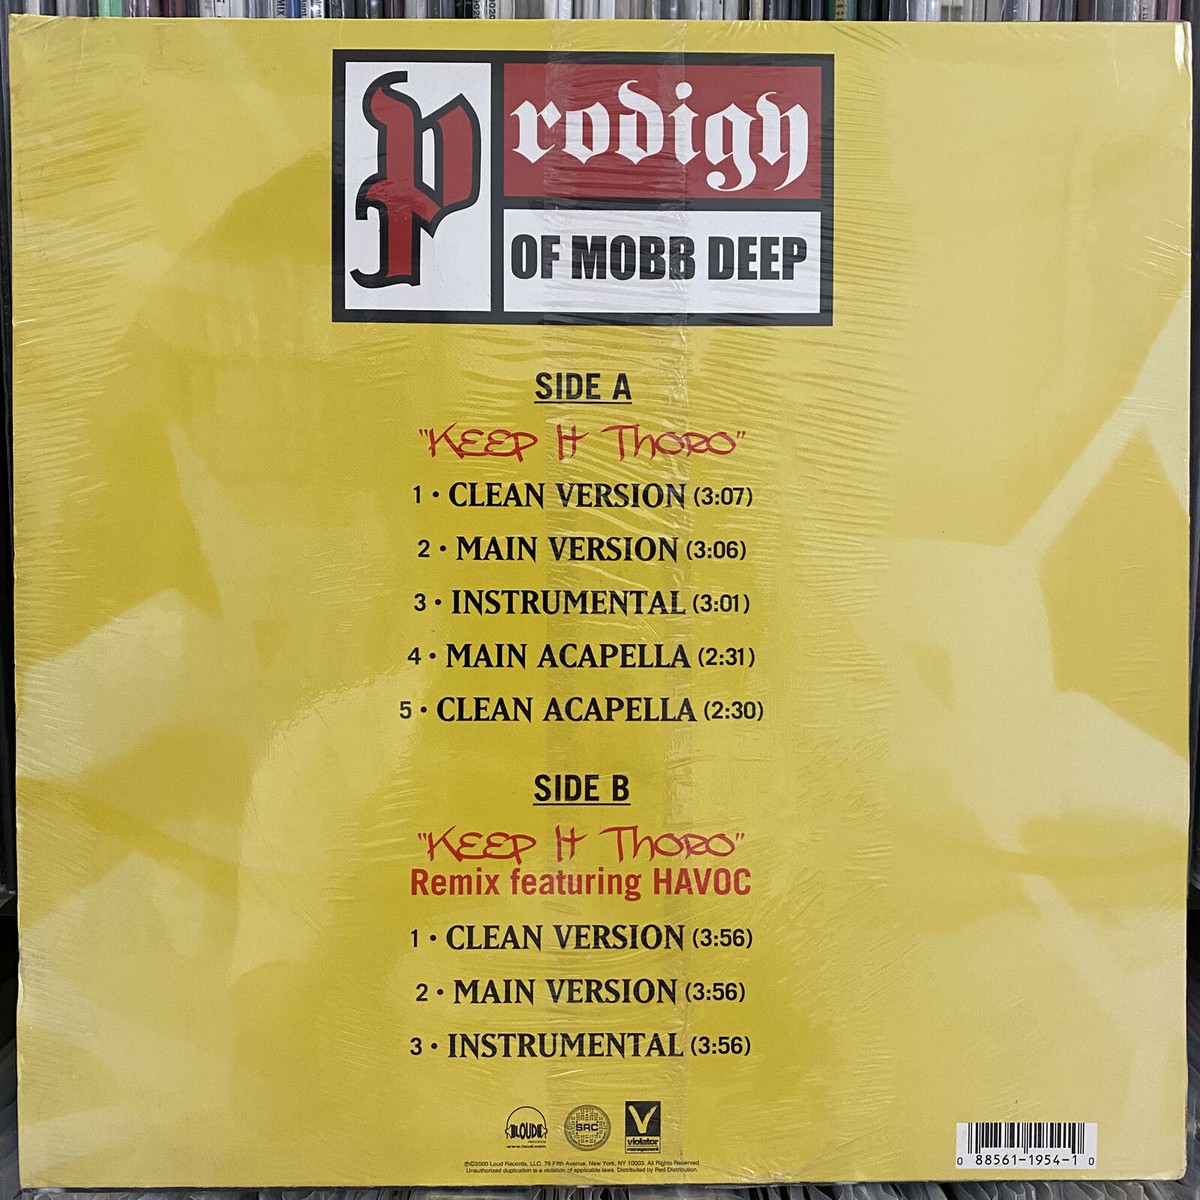 Prodigy
OF MOBB DEEP
SIDE A
"KEEP It THORO"
1 • CLEAN VERSION (3:07)
2 • MAIN VERSION (3:06)
3 • INSTRUMENTAL (3:01)
4 • MAIN ACAPELLA (2:31)
5 • CLEAN ACAPELLA (2:30)
SIDE B
"KEEP It THORO"
Remix featuring HAVOC
1 • CLEAN VERSION (3:56)
2 • MAIN VERSION (3:56)
3 • INSTRUMENTAL (3:56)
LOUD
www.loud.com
SRC
V
violator
management
℗©2000 Loud Records, LLC, 79 Fifth Avenue, New York, NY 10003. All Rights Reserved.
Unauthorized duplication is a violation of applicable laws. Distributed by Red Distribution.
0 88561-1954-1 0